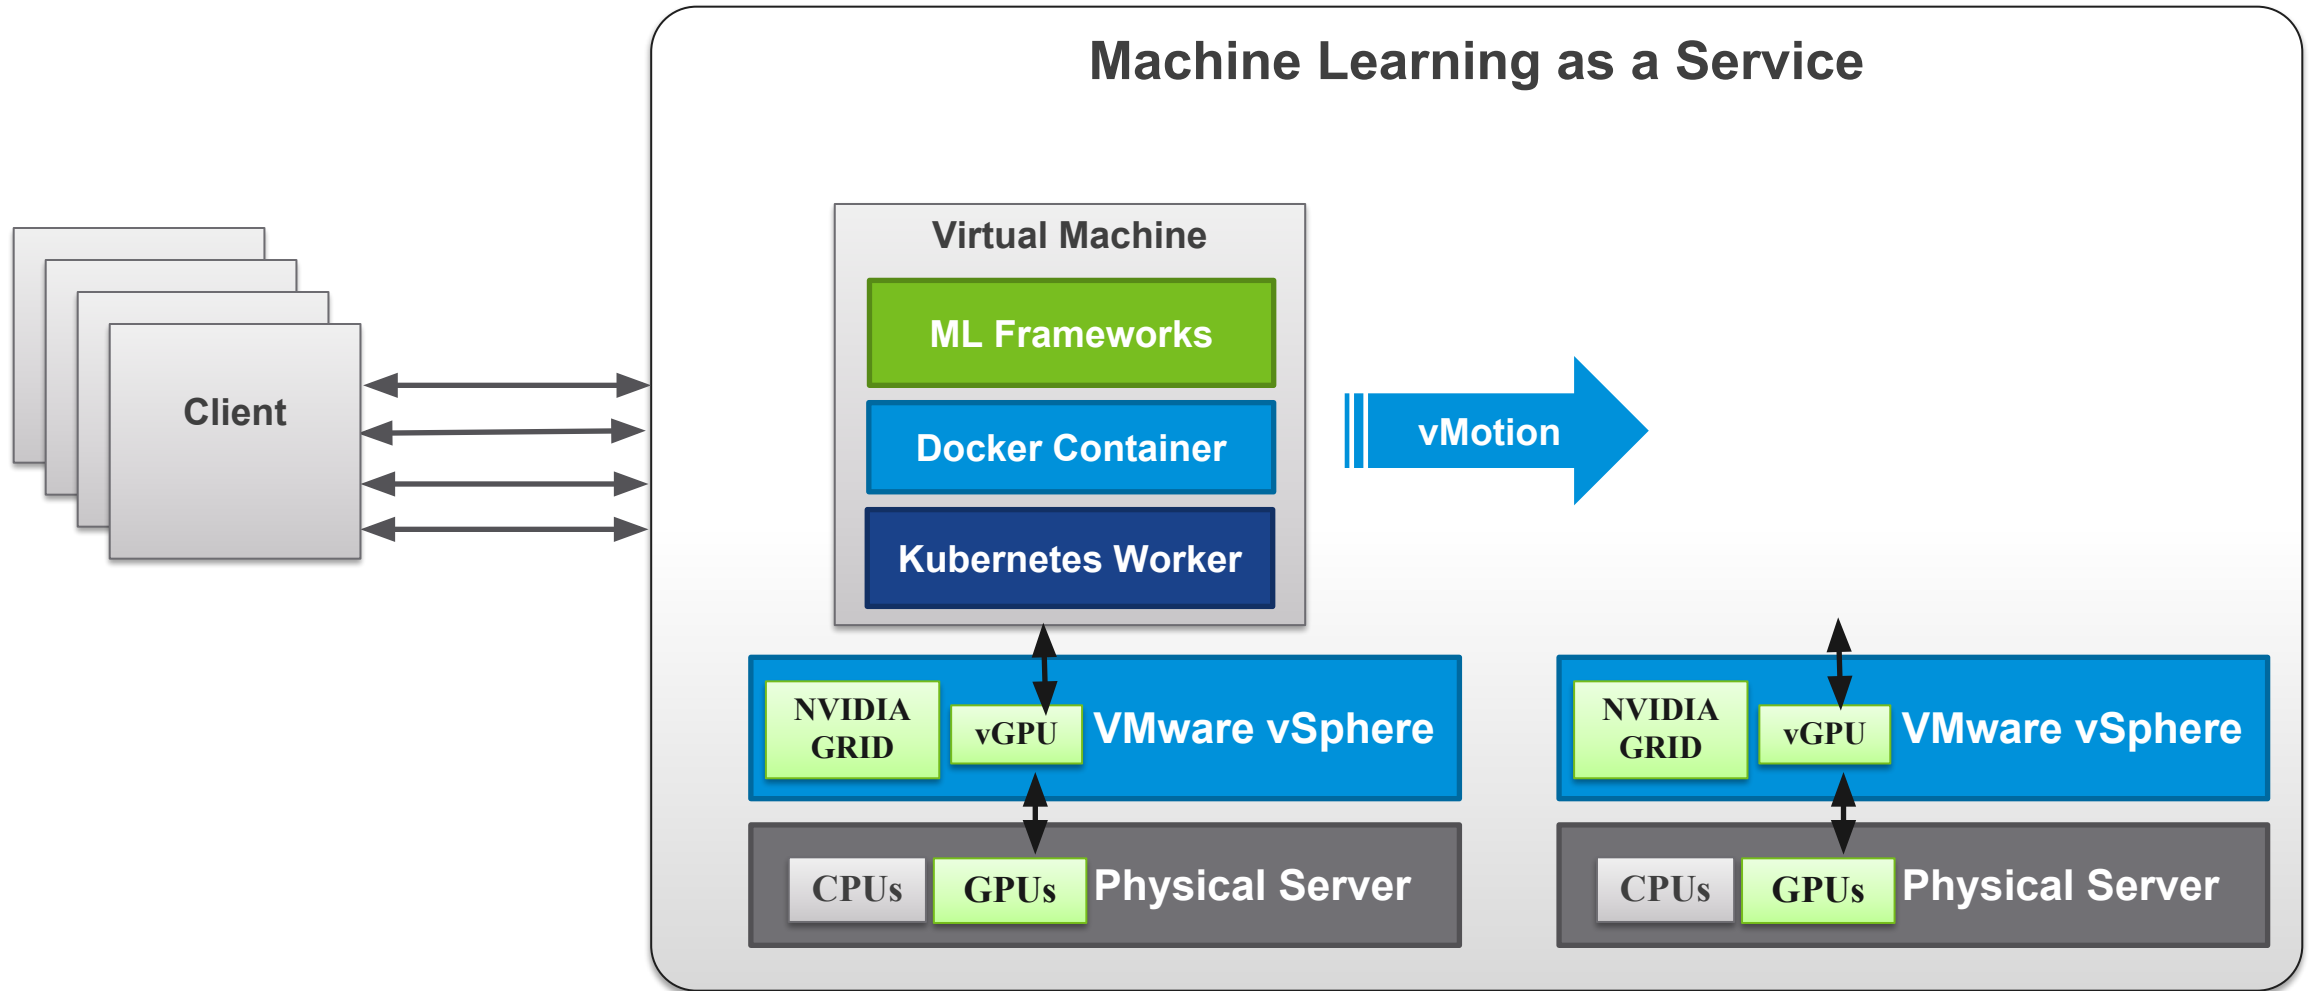 Machine Learning as a Service
Client
Virtual Machine
ML Frameworks
Docker Container
Kubernetes Worker
vMotion
NVIDIA
GRID
vGPU
VMware vSphere
CPUs
GPUs
Physical Server
NVIDIA
GRID
vGPU
VMware vSphere
CPUs
GPUs
Physical Server